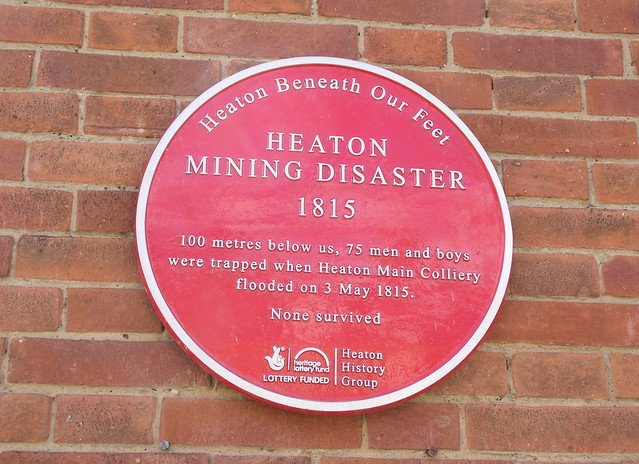 Heaton Beneath Our Feet
HEATON
MINING DISASTER
1815
100 metres below us, 75 men and boys
were trapped when Heaton Main Colliery
flooded on 3 May 1815.
None survived
heritage
lottery fund
LOTTERY FUNDED
Heaton
History
Group